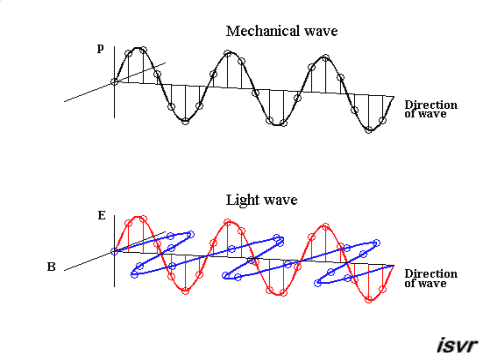 Mechanical wave
p
Direction
of wave
Light wave
E
B
Direction
of wave
isvr